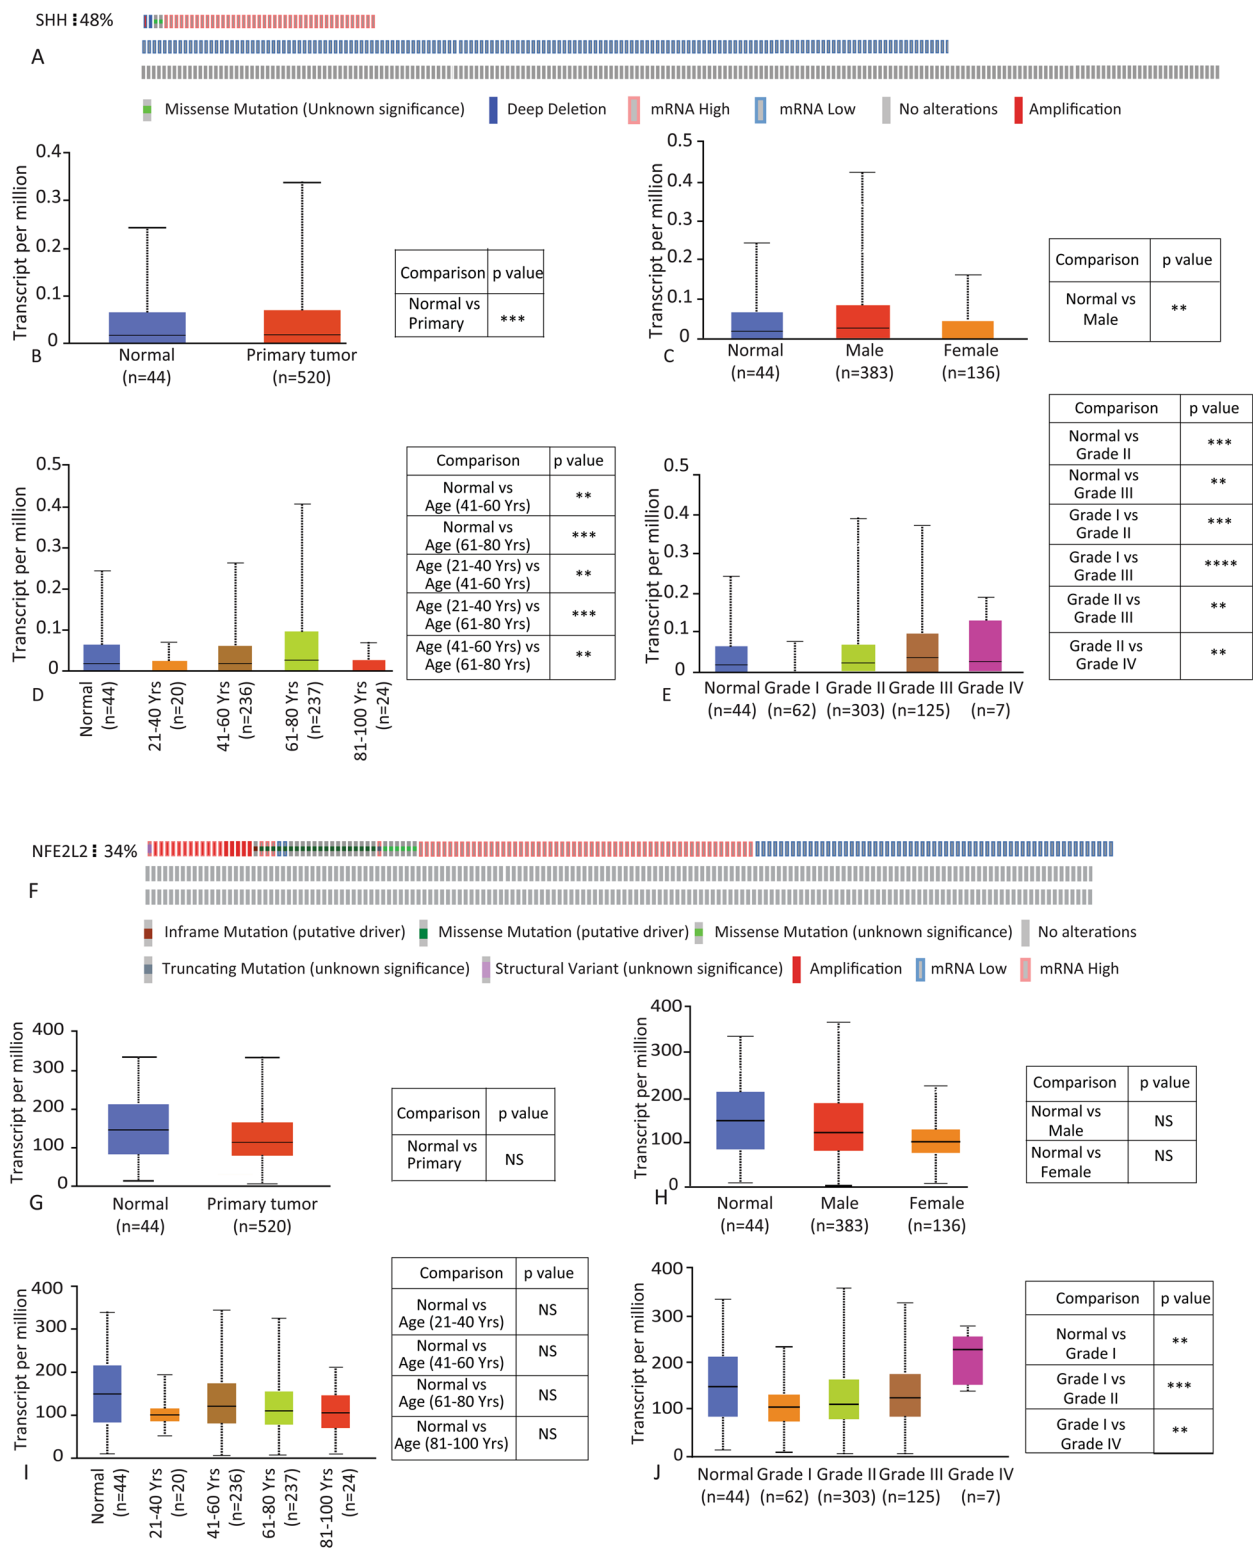 SHH 48%
A
Missense Mutation (Unknown significance) Deep Deletion mRNA High mRNA Low No alterations Amplification
Transcript per million
0.4
0.3
0.2
0.1
0
B
Normal
(n=44)
Primary tumor
(n=520)
Comparison p value
Normal vs
Primary ***
Transcript per million
0.5
0.4
0.3
0.2
0.1
0
C
Normal
(n=44)
Male
(n=383)
Female
(n=136)
Comparison p value
Normal vs
Male **
Transcript per million
0.5
0.4
0.3
0.2
0.1
0
D
Normal
(n=44)
21-40 Yrs
(n=20)
41-60 Yrs
(n=236)
61-80 Yrs
(n=237)
81-100 Yrs
(n=24)
Comparison p value
Normal vs
Age (41-60 Yrs) **
Normal vs
Age (61-80 Yrs) ***
Age (21-40 Yrs) vs
Age (41-60 Yrs) **
Age (21-40 Yrs) vs
Age (61-80 Yrs) ***
Age (41-60 Yrs) vs
Age (61-80 Yrs) **
Transcript per million
0.5
0.4
0.3
0.2
0.1
0
E
Normal
(n=44)
Grade I
(n=62)
Grade II
(n=303)
Grade III
(n=125)
Grade IV
(n=7)
Comparison p value
Normal vs
Grade II ***
Normal vs
Grade III **
Grade I vs
Grade II ***
Grade I vs
Grade III ****
Grade II vs
Grade III **
Grade II vs
Grade IV **
NFE2L2 34%
F
Inframe Mutation (putative driver) Missense Mutation (putative driver) Missense Mutation (unknown significance) No alterations
Truncating Mutation (unknown significance) Structural Variant (unknown significance) Amplification mRNA Low mRNA High
Transcript per million
400
300
200
100
0
G
Normal
(n=44)
Primary tumor
(n=520)
Comparison p value
Normal vs
Primary NS
Transcript per million
400
300
200
100
0
H
Normal
(n=44)
Male
(n=383)
Female
(n=136)
Comparison p value
Normal vs
Male NS
Normal vs
Female NS
Transcript per million
400
300
200
100
0
I
Normal
(n=44)
21-40 Yrs
(n=20)
41-60 Yrs
(n=236)
61-80 Yrs
(n=237)
81-100 Yrs
(n=24)
Comparison p value
Normal vs
Age (21-40 Yrs) NS
Normal vs
Age (41-60 Yrs) NS
Normal vs
Age (61-80 Yrs) NS
Normal vs
Age (81-100 Yrs) NS
Transcript per million
400
300
200
100
0
J
Normal
(n=44)
Grade I
(n=62)
Grade II
(n=303)
Grade III
(n=125)
Grade IV
(n=7)
Comparison p value
Normal vs
Grade I **
Grade I vs
Grade II ***
Grade I vs
Grade IV **